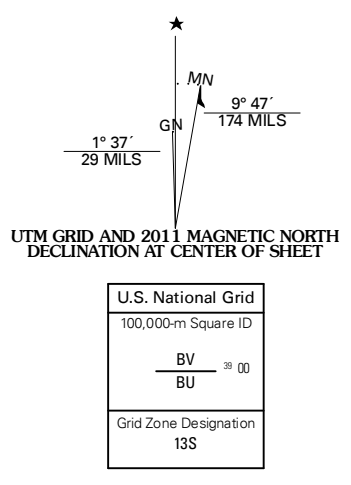 MN
9° 47´
174 MILS
GN
1° 37´
29 MILS
UTM GRID AND 2011 MAGNETIC NORTH
DECLINATION AT CENTER OF SHEET
U.S. National Grid
100,000-m Square ID
BV
39 00
BU
Grid Zone Designation
13S